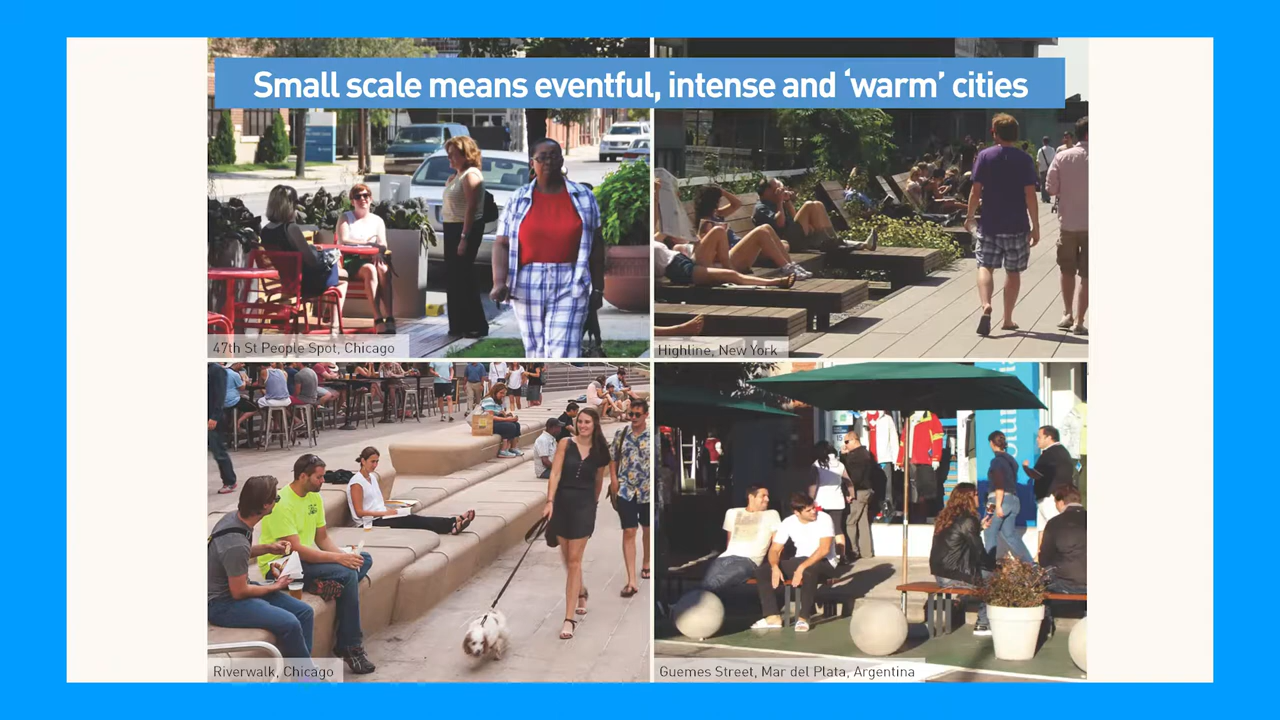 Small scale means eventful, intense and ‘warm’ cities
47th St People Spot, Chicago
Highline, New York
Riverwalk, Chicago
Guemes Street, Mar del Plata, Argentina